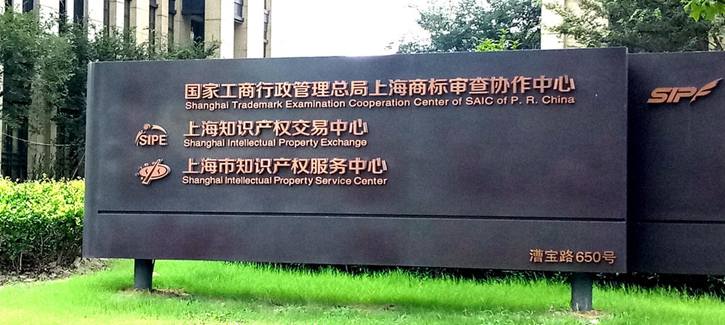 国家工商行政管理总局上海商标审查协作中心
Shanghai Trademark Examination Cooperation Center of SAIC of P. R. China
SIPF
SIPE
上海知识产权交易中心
Shanghai Intellectual Property Exchange
上海市知识产权服务中心
Shanghai Intellectual Property Service Center
漕宝路650号